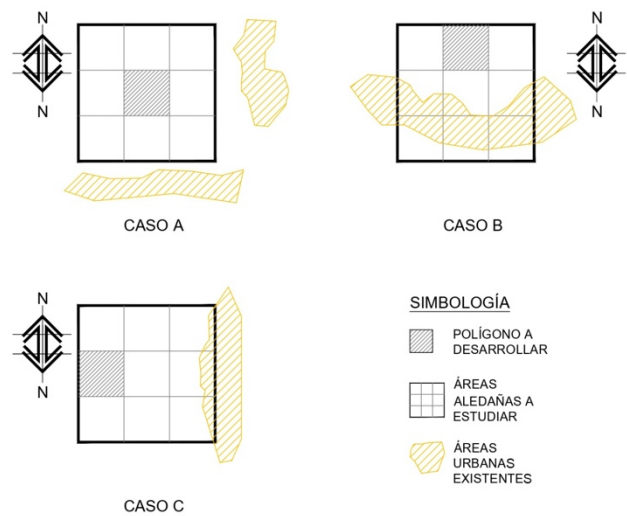 N
N
CASO A
N
N
CASO B
N
N
CASO C
SIMBOLOGÍA
POLÍGONO A
DESARROLLAR
ÁREAS
ALEDAÑAS A
ESTUDIAR
ÁREAS
URBANAS
EXISTENTES